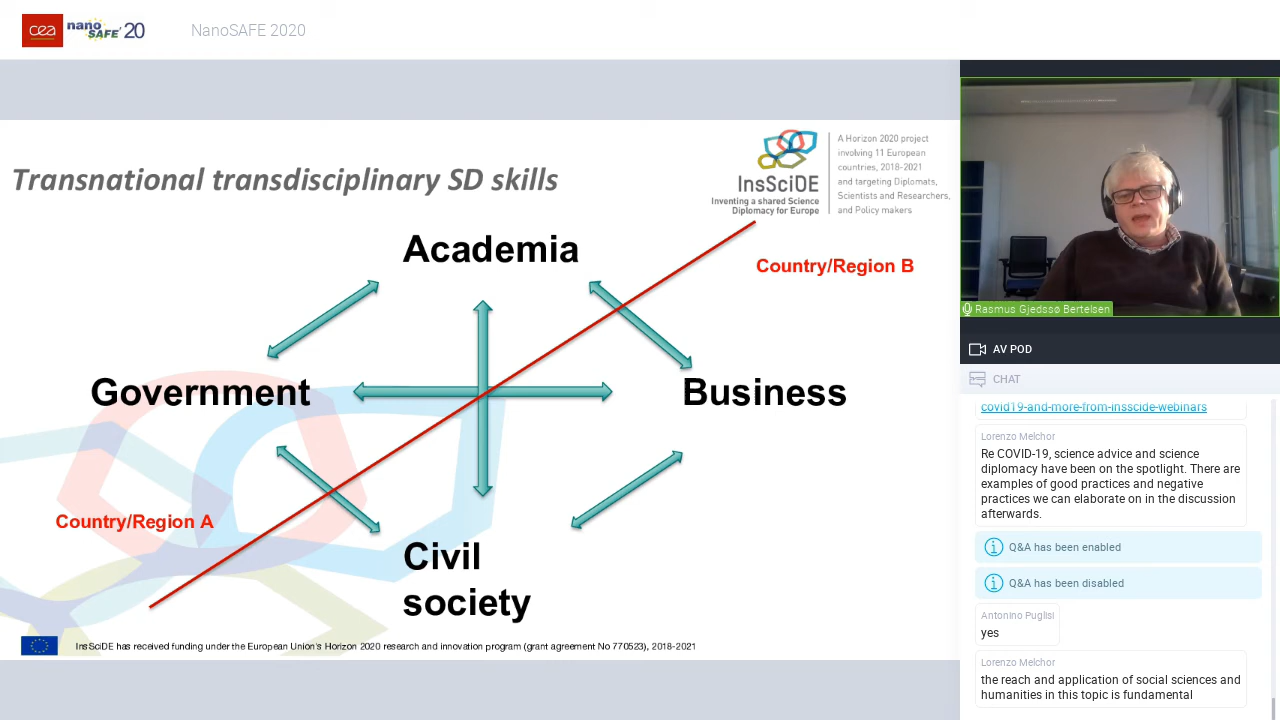 cea nano SAFE 20
NanoSAFE 2020
Transnational transdisciplinary SD skills
InsSciDE
Inventing a shared Science
Diplomacy for Europe
A Horizon 2020 project
involving 11 European
countries, 2018-2021
and targeting Diplomats,
Scientists and Researchers,
and Policy makers
Academia
Country/Region B
Government
Business
Country/Region A
Civil
society
InsSciDE has received funding under the European Union's Horizon 2020 research and innovation program (grant agreement No 770523), 2018-2021
Rasmus Gjedssø Bertelsen
AV POD
CHAT
covid19-and-more-from-insscide-webinars
Lorenzo Melchor
Re COVID-19, science advice and science
diplomacy have been on the spotlight. There are
examples of good practices and negative
practices we can elaborate on in the discussion
afterwards.
Q&A has been enabled
Q&A has been disabled
Antonino Puglisi
yes
Lorenzo Melchor
the reach and application of social sciences and
humanities in this topic is fundamental